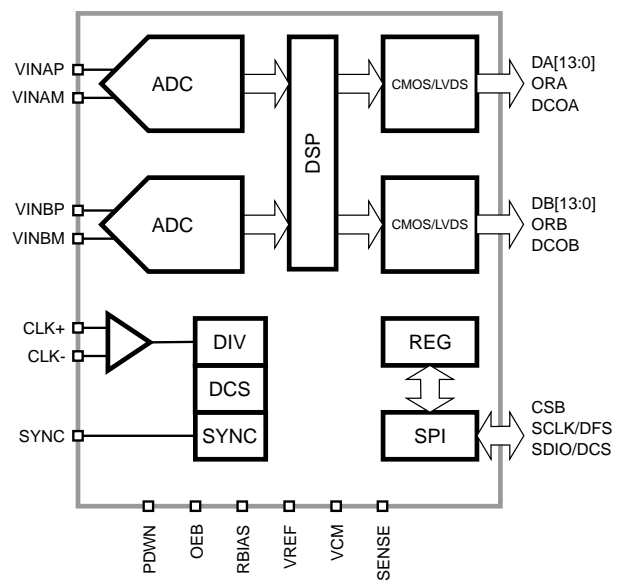 VINAP
VINAM
ADC
DSP
CMOS/LVDS
DA[13:0]
ORA
DCOA
VINBP
VINBM
ADC
CMOS/LVDS
DB[13:0]
ORB
DCOB
CLK+
CLK-
DIV
DCS
SYNC
SYNC
REG
SPI
CSB
SCLK/DFS
SDIO/DCS
PDWN
OEB
RBIAS
VREF
VCM
SENSE